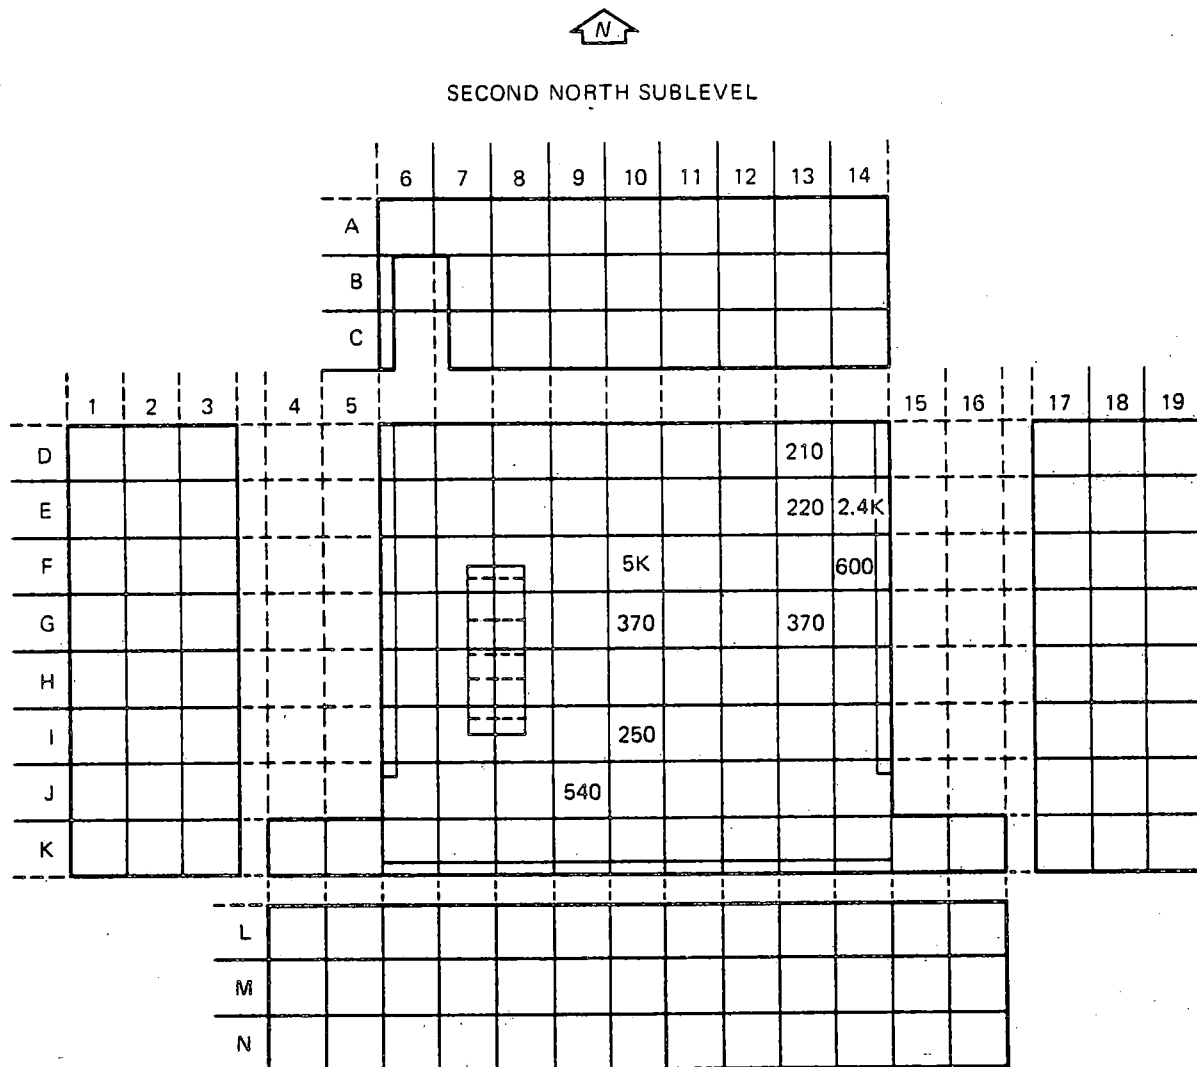 N
SECOND NORTH SUBLEVEL
6 7 8 9 10 11 12 13 14
A
B
C
1 2 3 4 5 15 16 17 18 19
D 210
E 220 2.4K
F 5K 600
G 370 370
H
I 250
J 540
K
L
M
N